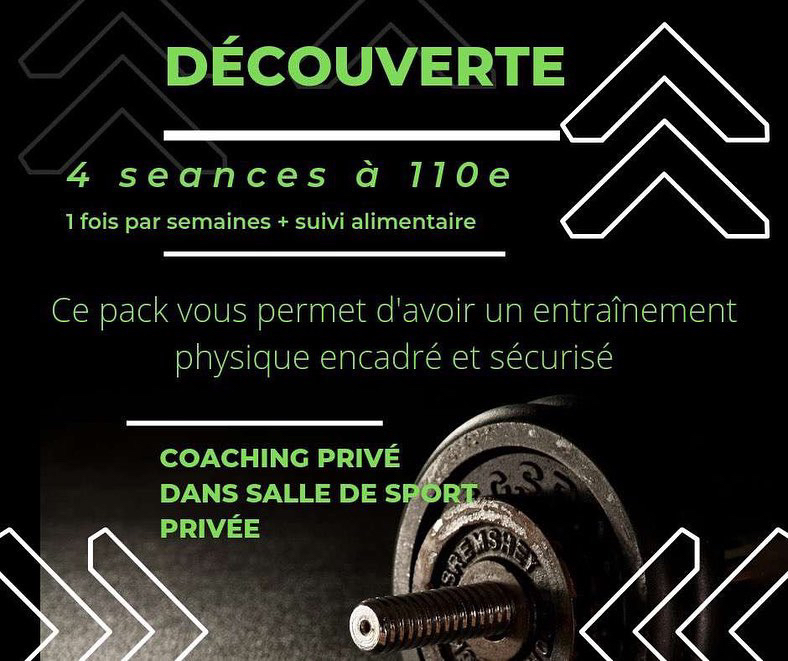 DÉCOUVERTE
4 seances à 110e
1 fois par semaines + suivi alimentaire
Ce pack vous permet d'avoir un entraînement
physique encadré et sécurisé
COACHING PRIVÉ
DANS SALLE DE SPORT
PRIVÉE
BREMSHEY